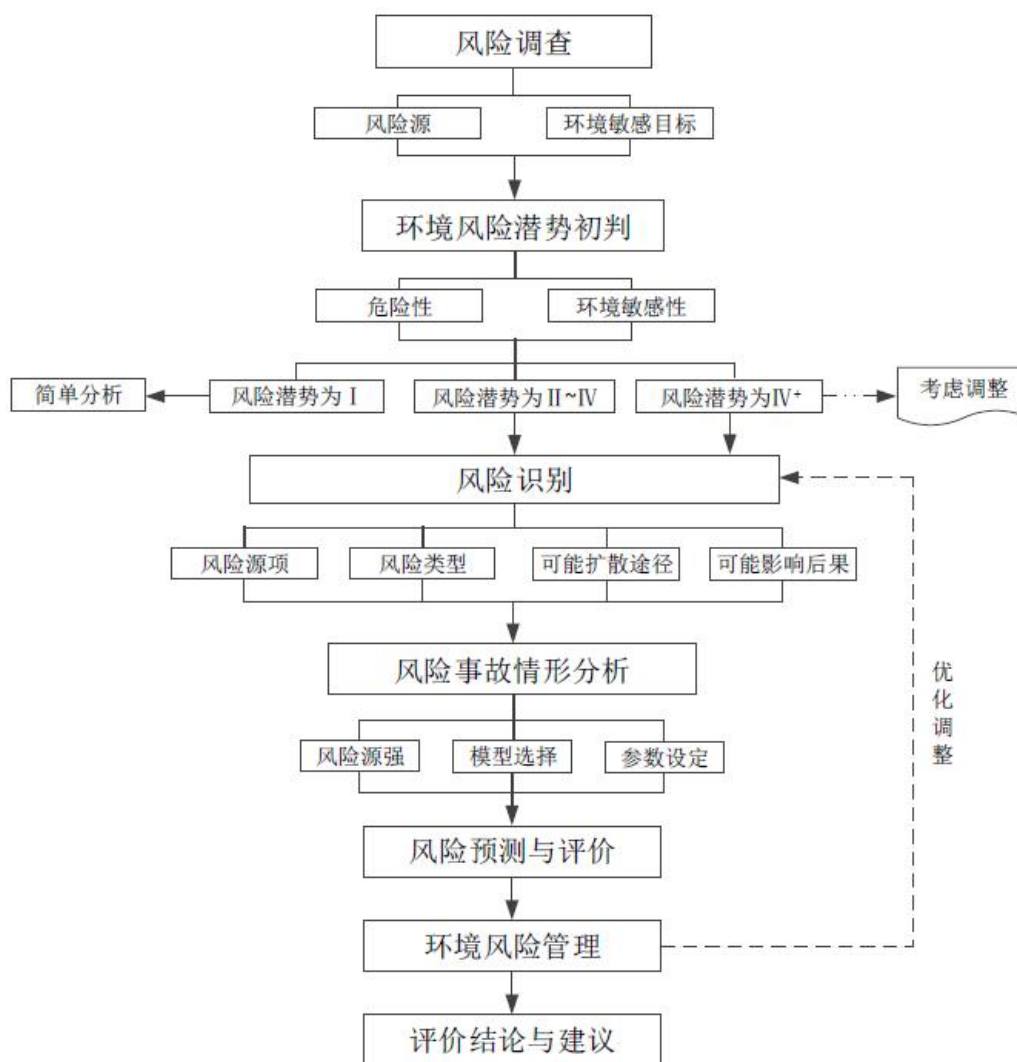 风险调查
风险源
环境敏感目标
环境风险潜势初判
危险性
环境敏感性
简单分析
风险潜势为Ⅰ
风险潜势为Ⅱ~Ⅳ
风险潜势为Ⅳ⁺
考虑调整
风险识别
风险源项
风险类型
可能扩散途径
可能影响后果
风险事故情形分析
风险源强
模型选择
参数设定
优化调整
风险预测与评价
环境风险管理
评价结论与建议